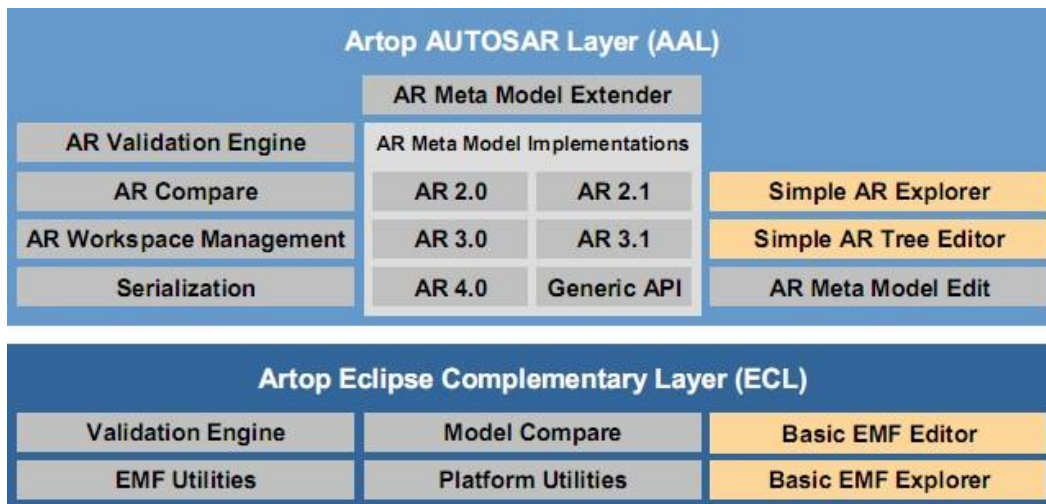 Artop AUTOSAR Layer (AAL)
AR Meta Model Extender
AR Validation Engine
AR Meta Model Implementations
AR Compare
AR 2.0
AR 2.1
Simple AR Explorer
AR Workspace Management
AR 3.0
AR 3.1
Simple AR Tree Editor
Serialization
AR 4.0
Generic API
AR Meta Model Edit
Artop Eclipse Complementary Layer (ECL)
Validation Engine
Model Compare
Basic EMF Editor
EMF Utilities
Platform Utilities
Basic EMF Explorer